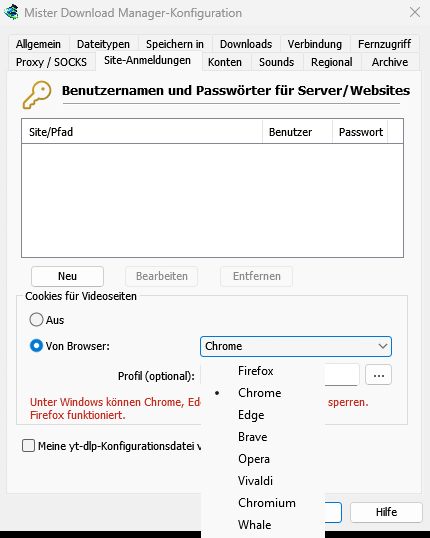 Mister Download Manager-Konfiguration
Allgemein Dateitypen Speichern in Downloads Verbindung Fernzugriff
Proxy / SOCKS Site-Anmeldungen Konten Sounds Regional Archive
Benutzernamen und Passwörter für Server/Websites
Site/Pfad Benutzer Passwort
Neu Bearbeiten Entfernen
Cookies für Videoseiten
Aus
Von Browser: Chrome
Profil (optional): ...
Firefox
Chrome
Edge
Brave
Opera
Vivaldi
Chromium
Whale
Unter Windows können Chrome, sperren.
Firefox funktioniert.
Meine yt-dlp-Konfigurationsdatei
Hilfe